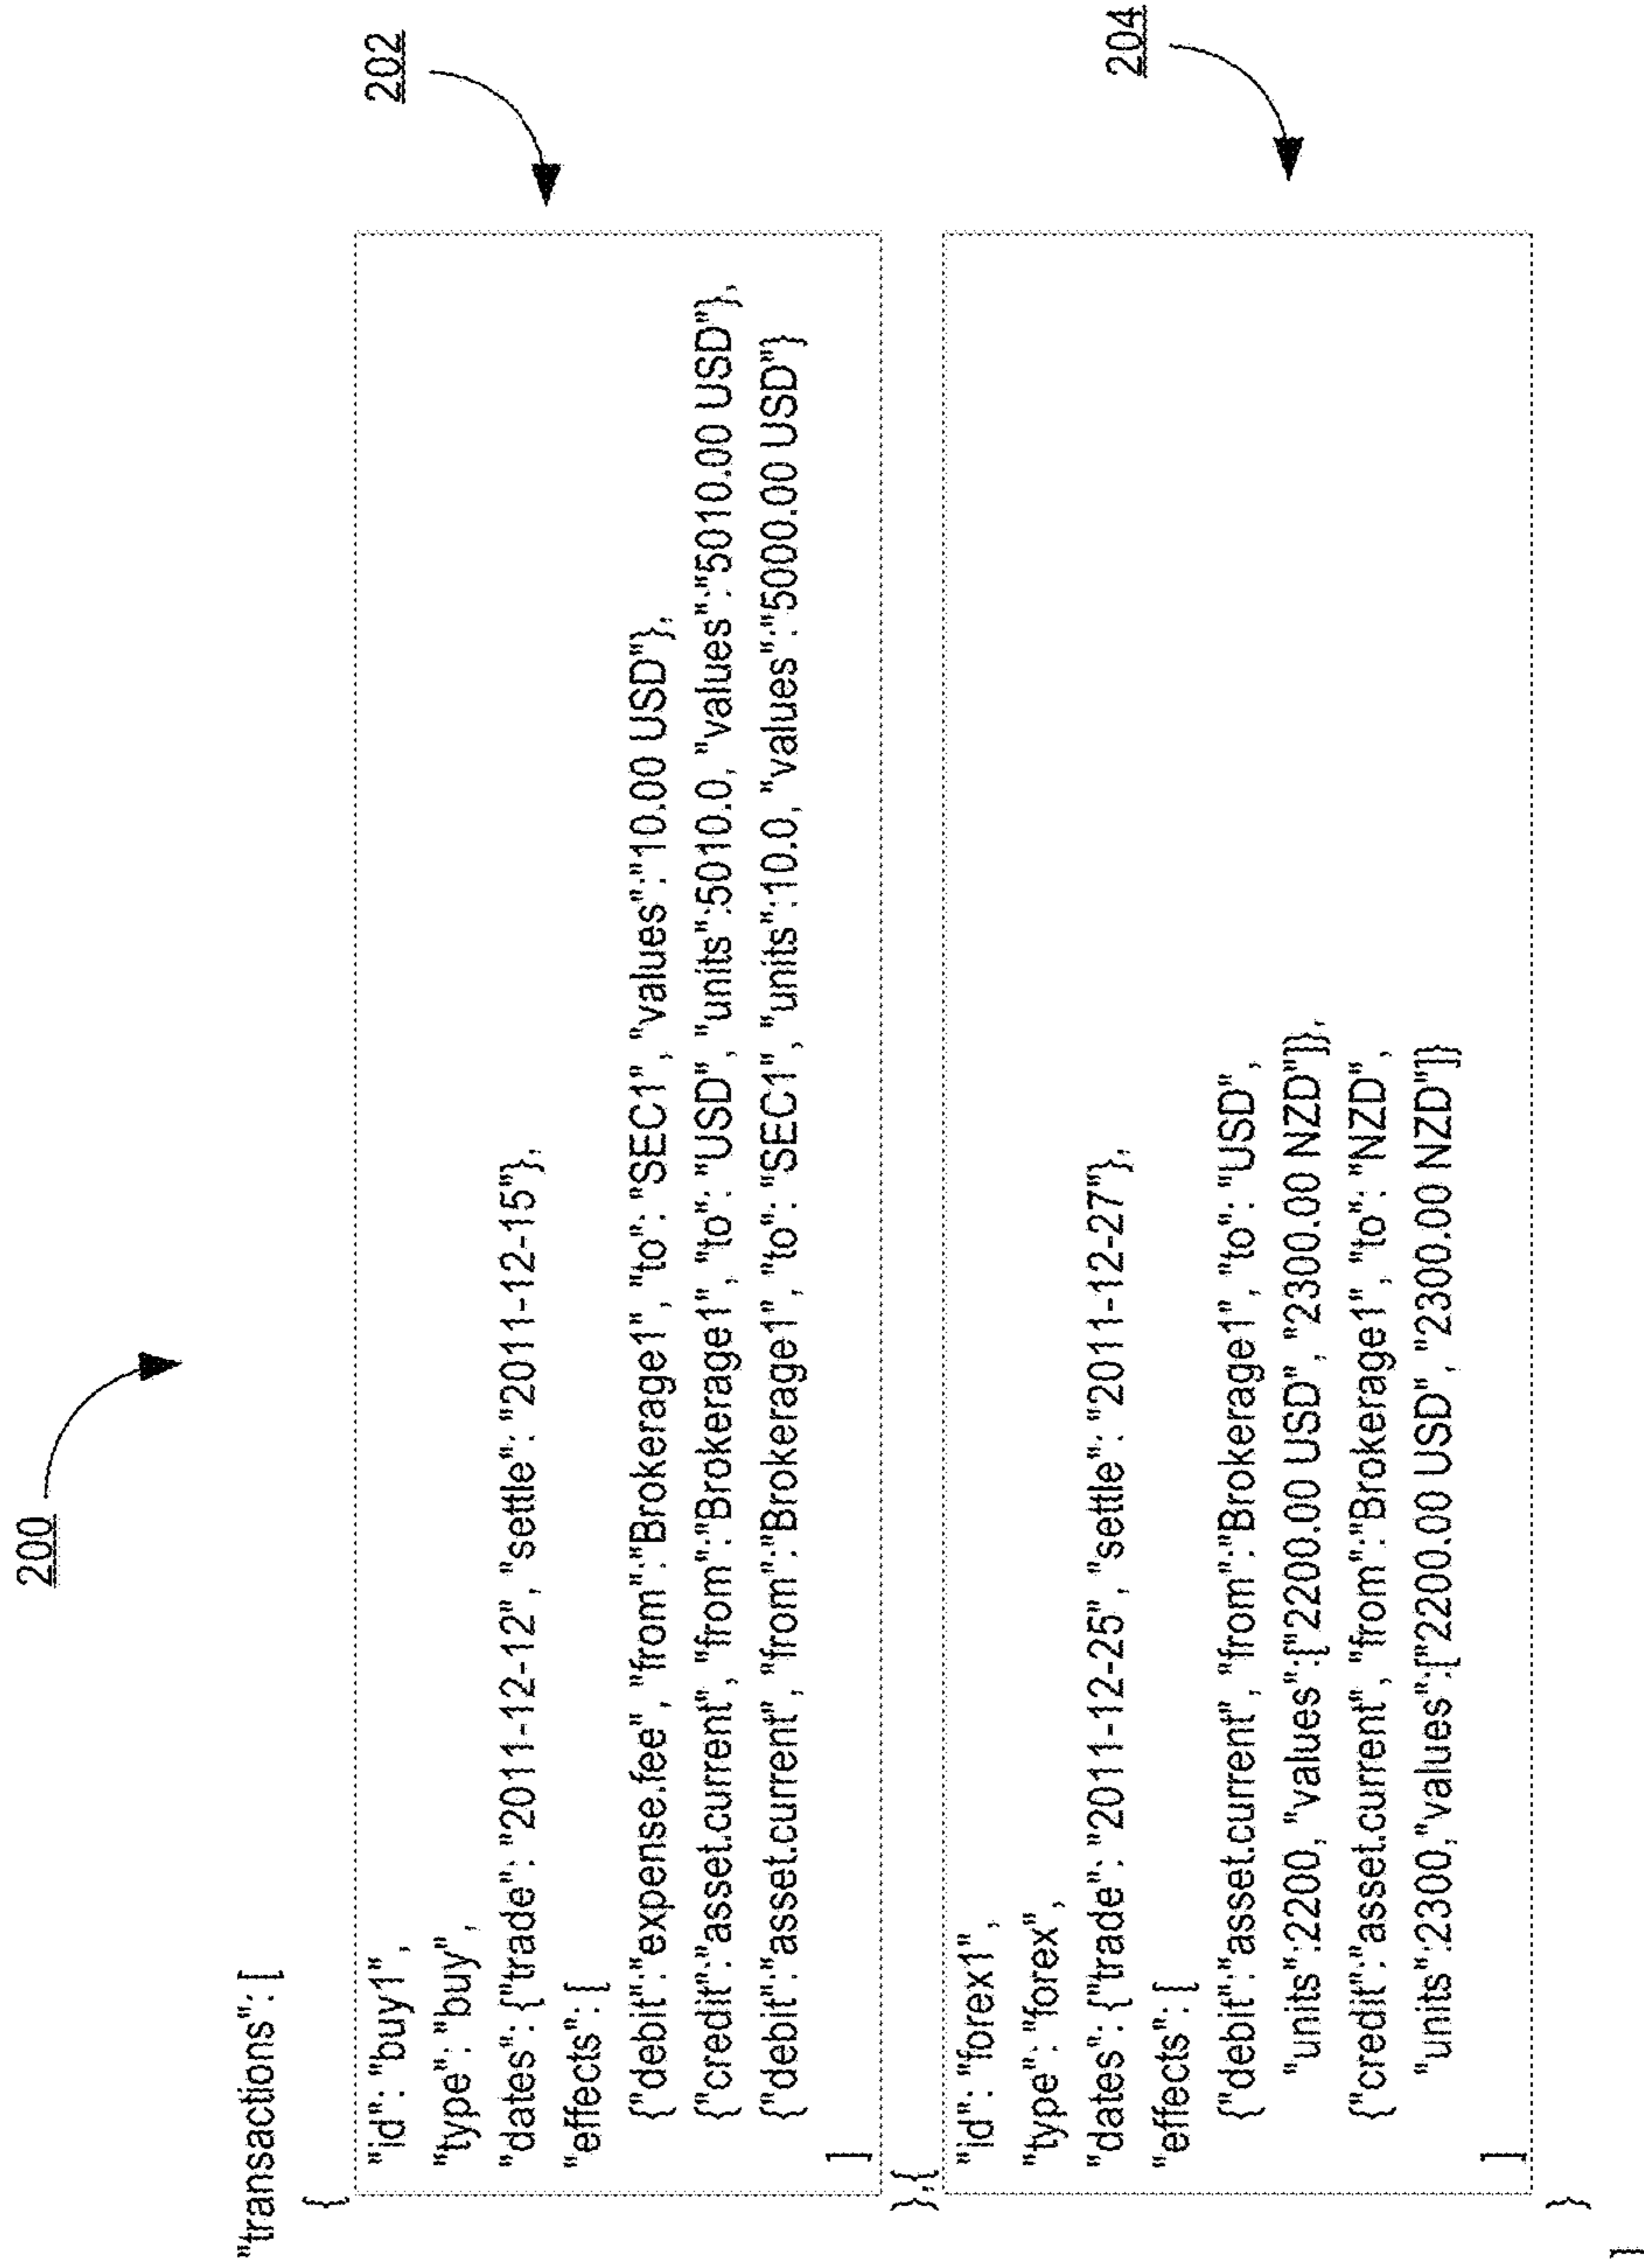 200
"transactions": [
{
202
"id": "buy1",
"type": "buy",
"dates": {"trade": "2011-12-12", "settle": "2011-12-15"},
"effects": [
{"debit":"expense.fee", "from":"Brokerage1", "to": "SEC1", "values":"10.00 USD"},
{"credit":"asset.current", "from":"Brokerage1", "to": "USD", "units":5010.0, "values":"5010.00 USD"},
{"debit":"asset.current", "from":"Brokerage1", "to": "SEC1", "units":10.0, "values":"5000.00 USD"}
]
},{
204
"id": "forex1",
"type": "forex",
"dates": {"trade": "2011-12-25", "settle": "2011-12-27"},
"effects": [
{"debit":"asset.current", "from":"Brokerage1", "to": "USD",
"units":2200, "values":["2200.00 USD", "2300.00 NZD"]},
{"credit":"asset.current", "from":"Brokerage1", "to": "NZD",
"units":2300,"values":["2200.00 USD", "2300.00 NZD"]}
]
}
]